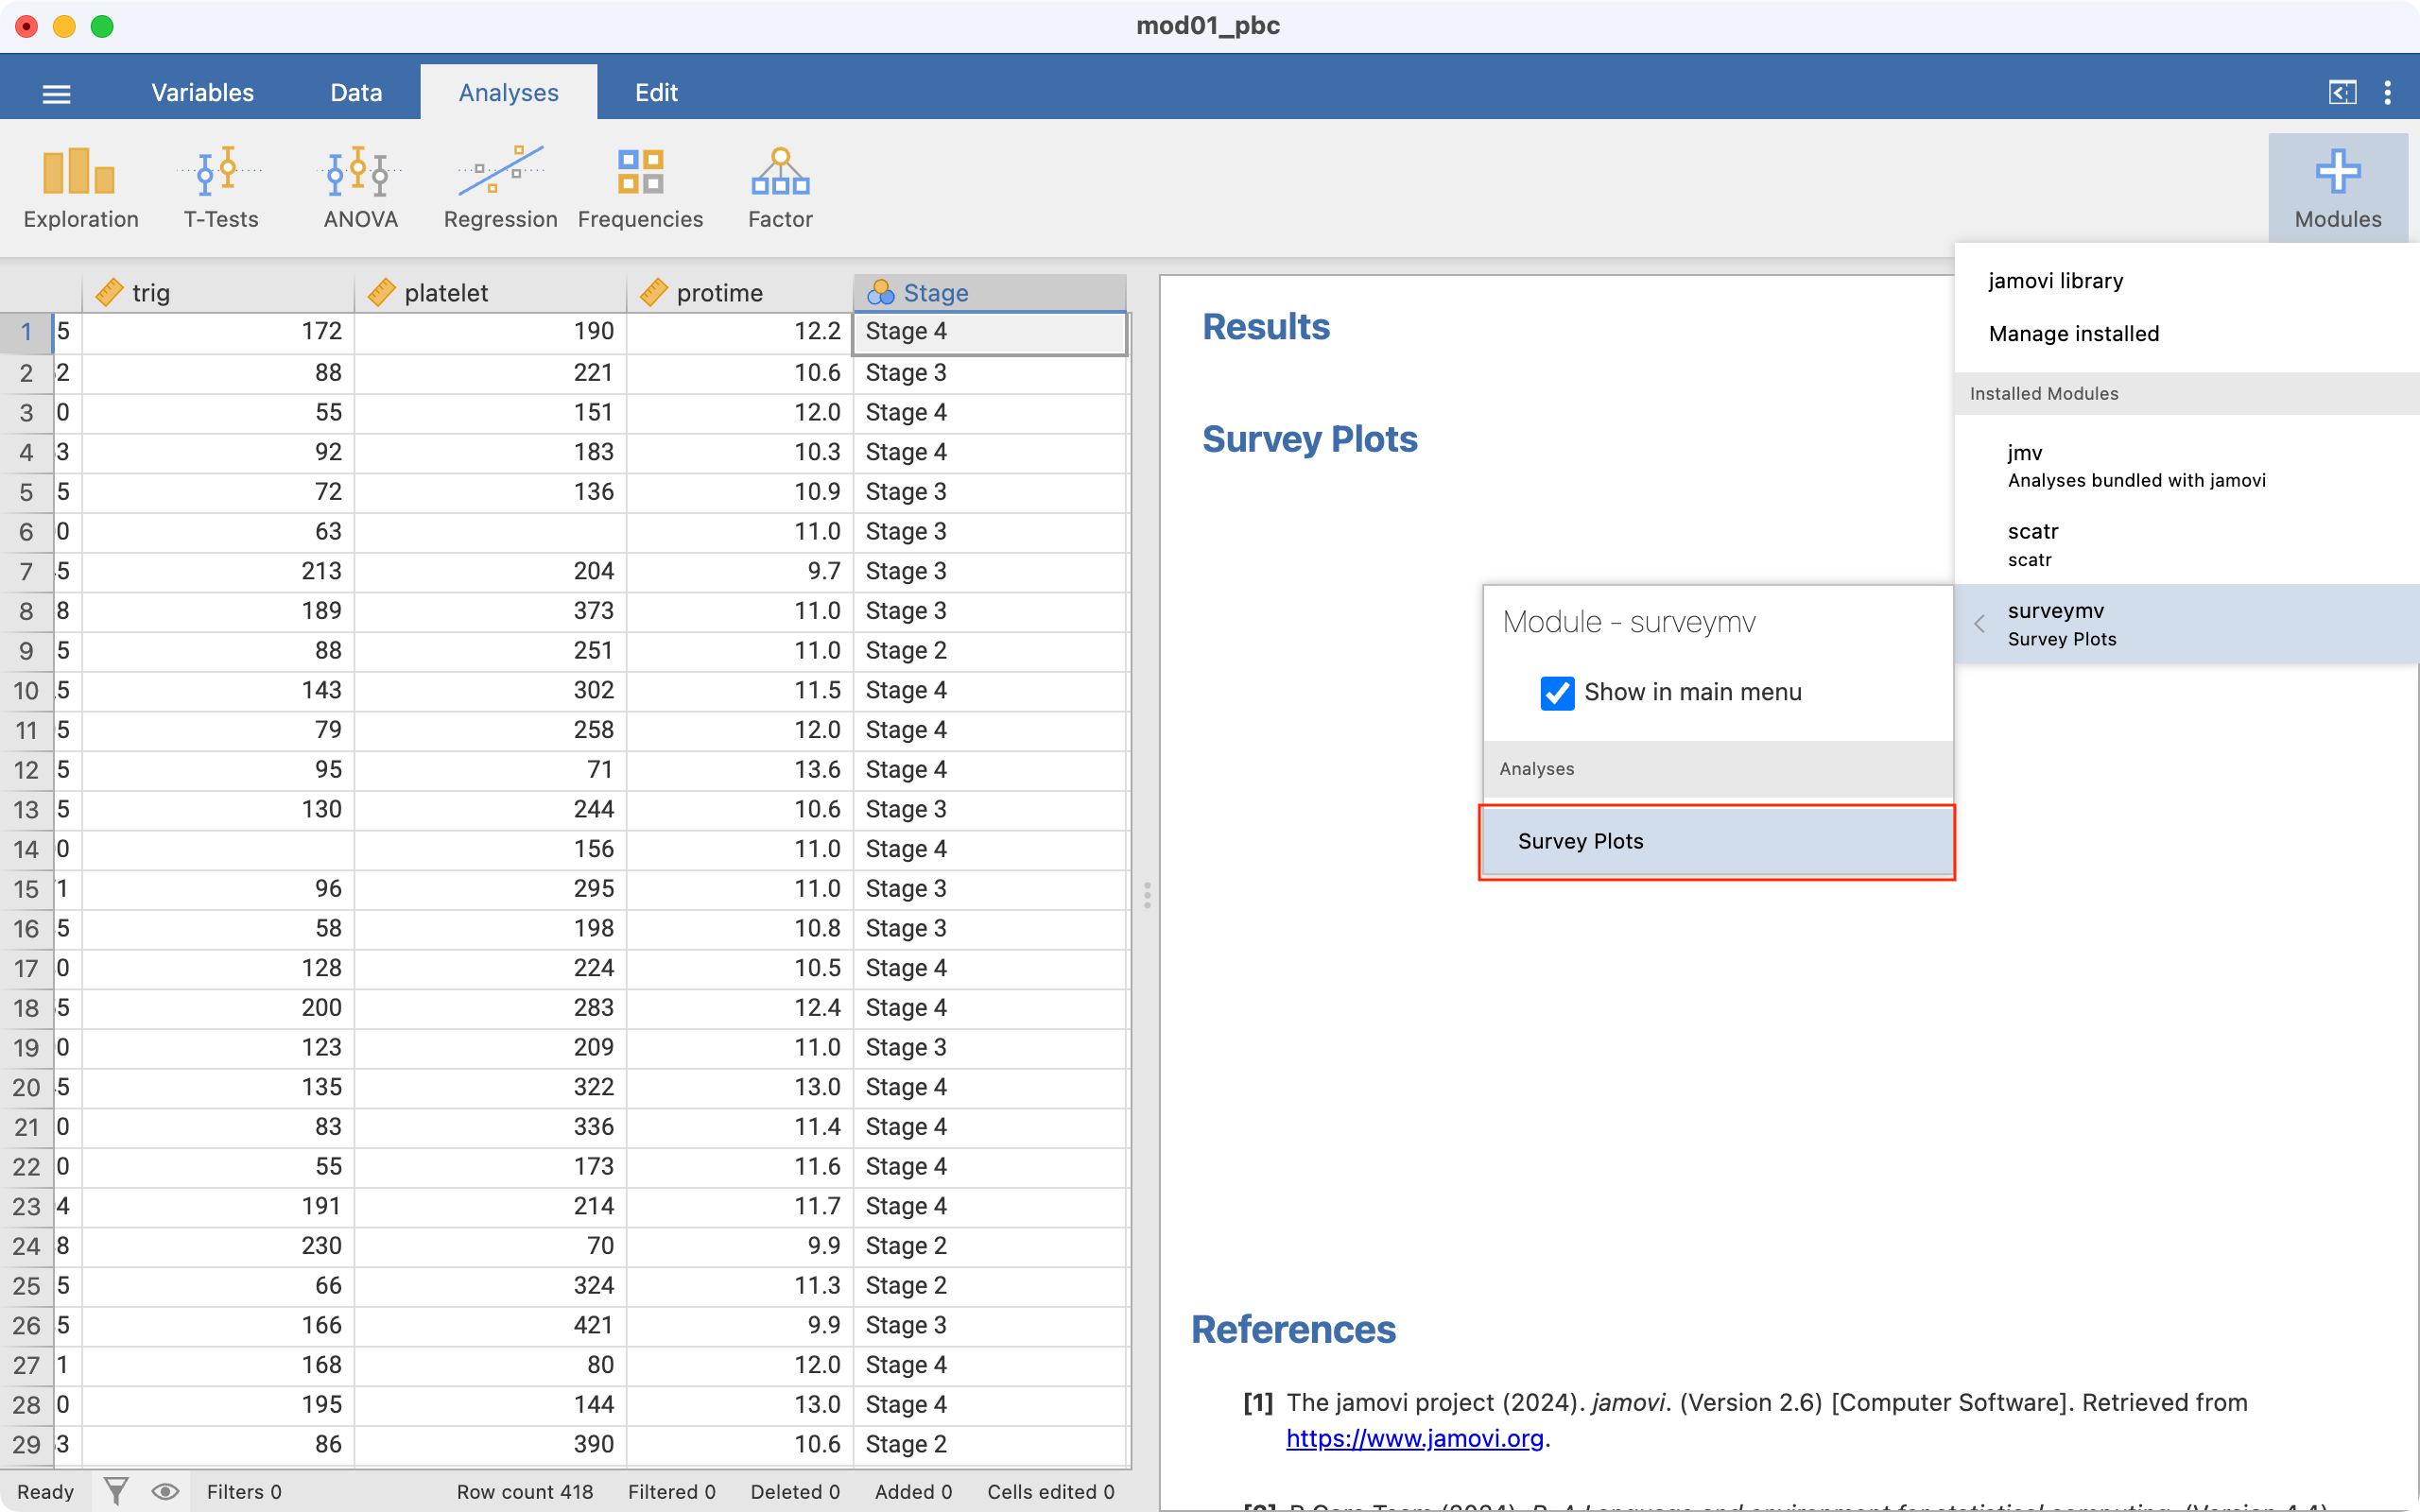 mod01_pbc
Variables Data Analyses Edit
Exploration T-Tests ANOVA Regression Frequencies Factor Modules
trig platelet protime Stage
1 5 172 190 12.2 Stage 4
2 2 88 221 10.6 Stage 3
3 0 55 151 12.0 Stage 4
4 3 92 183 10.3 Stage 4
5 5 72 136 10.9 Stage 3
6 0 63 11.0 Stage 3
7 5 213 204 9.7 Stage 3
8 8 189 373 11.0 Stage 3
9 5 88 251 11.0 Stage 2
10 5 143 302 11.5 Stage 4
11 5 79 258 12.0 Stage 4
12 5 95 71 13.6 Stage 4
13 5 130 244 10.6 Stage 3
14 0 156 11.0 Stage 4
15 1 96 295 11.0 Stage 3
16 5 58 198 10.8 Stage 3
17 0 128 224 10.5 Stage 4
18 5 200 283 12.4 Stage 4
19 0 123 209 11.0 Stage 3
20 5 135 322 13.0 Stage 4
21 0 83 336 11.4 Stage 4
22 0 55 173 11.6 Stage 4
23 4 191 214 11.7 Stage 4
24 8 230 70 9.9 Stage 2
25 5 66 324 11.3 Stage 2
26 5 166 421 9.9 Stage 3
27 1 168 80 12.0 Stage 4
28 0 195 144 13.0 Stage 4
29 3 86 390 10.6 Stage 2
Ready Filters 0 Row count 418 Filtered 0 Deleted 0 Added 0 Cells edited 0
Results
Survey Plots
Module - surveymv
Show in main menu
Analyses
Survey Plots
jamovi library
Manage installed
Installed Modules
jmv
Analyses bundled with jamovi
scatr
scatr
surveymv
Survey Plots
References
[1] The jamovi project (2024). jamovi. (Version 2.6) [Computer Software]. Retrieved from
https://www.jamovi.org.